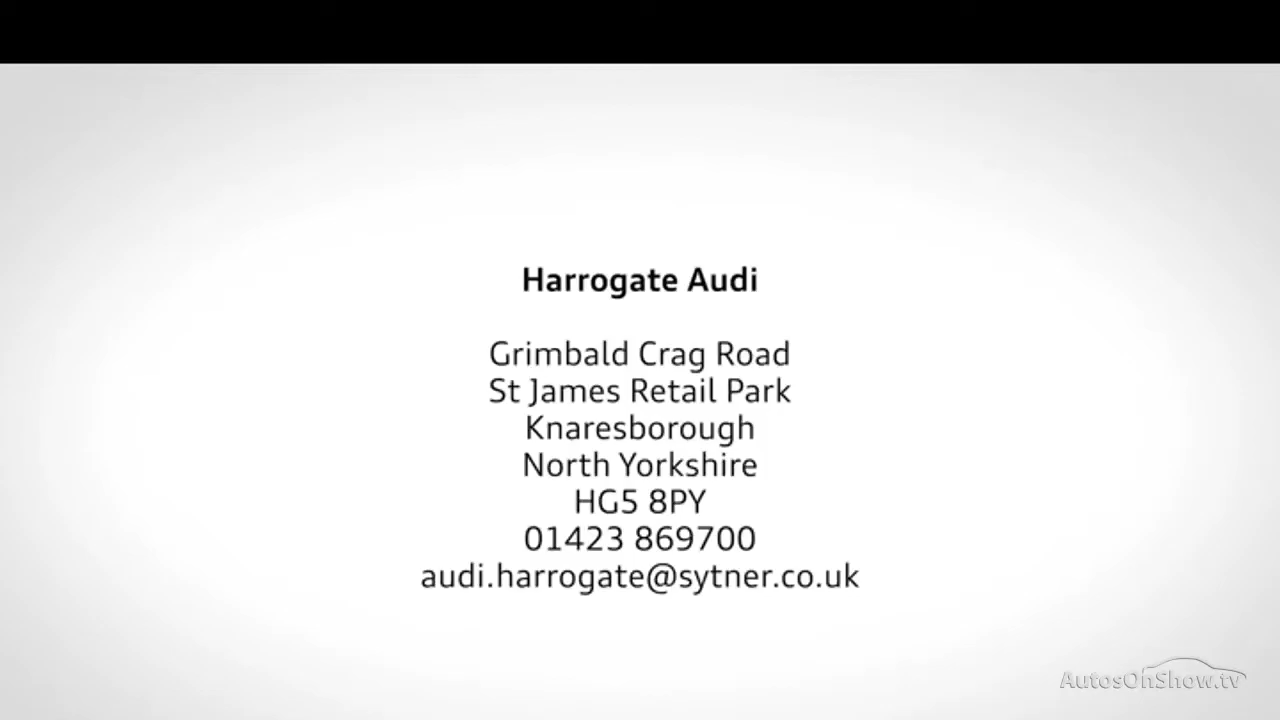 Harrogate Audi
Grimbald Crag Road
St James Retail Park
Knaresborough
North Yorkshire
HG5 8PY
01423 869700
audi.harrogate@sytner.co.uk
AutosOnShow.tv